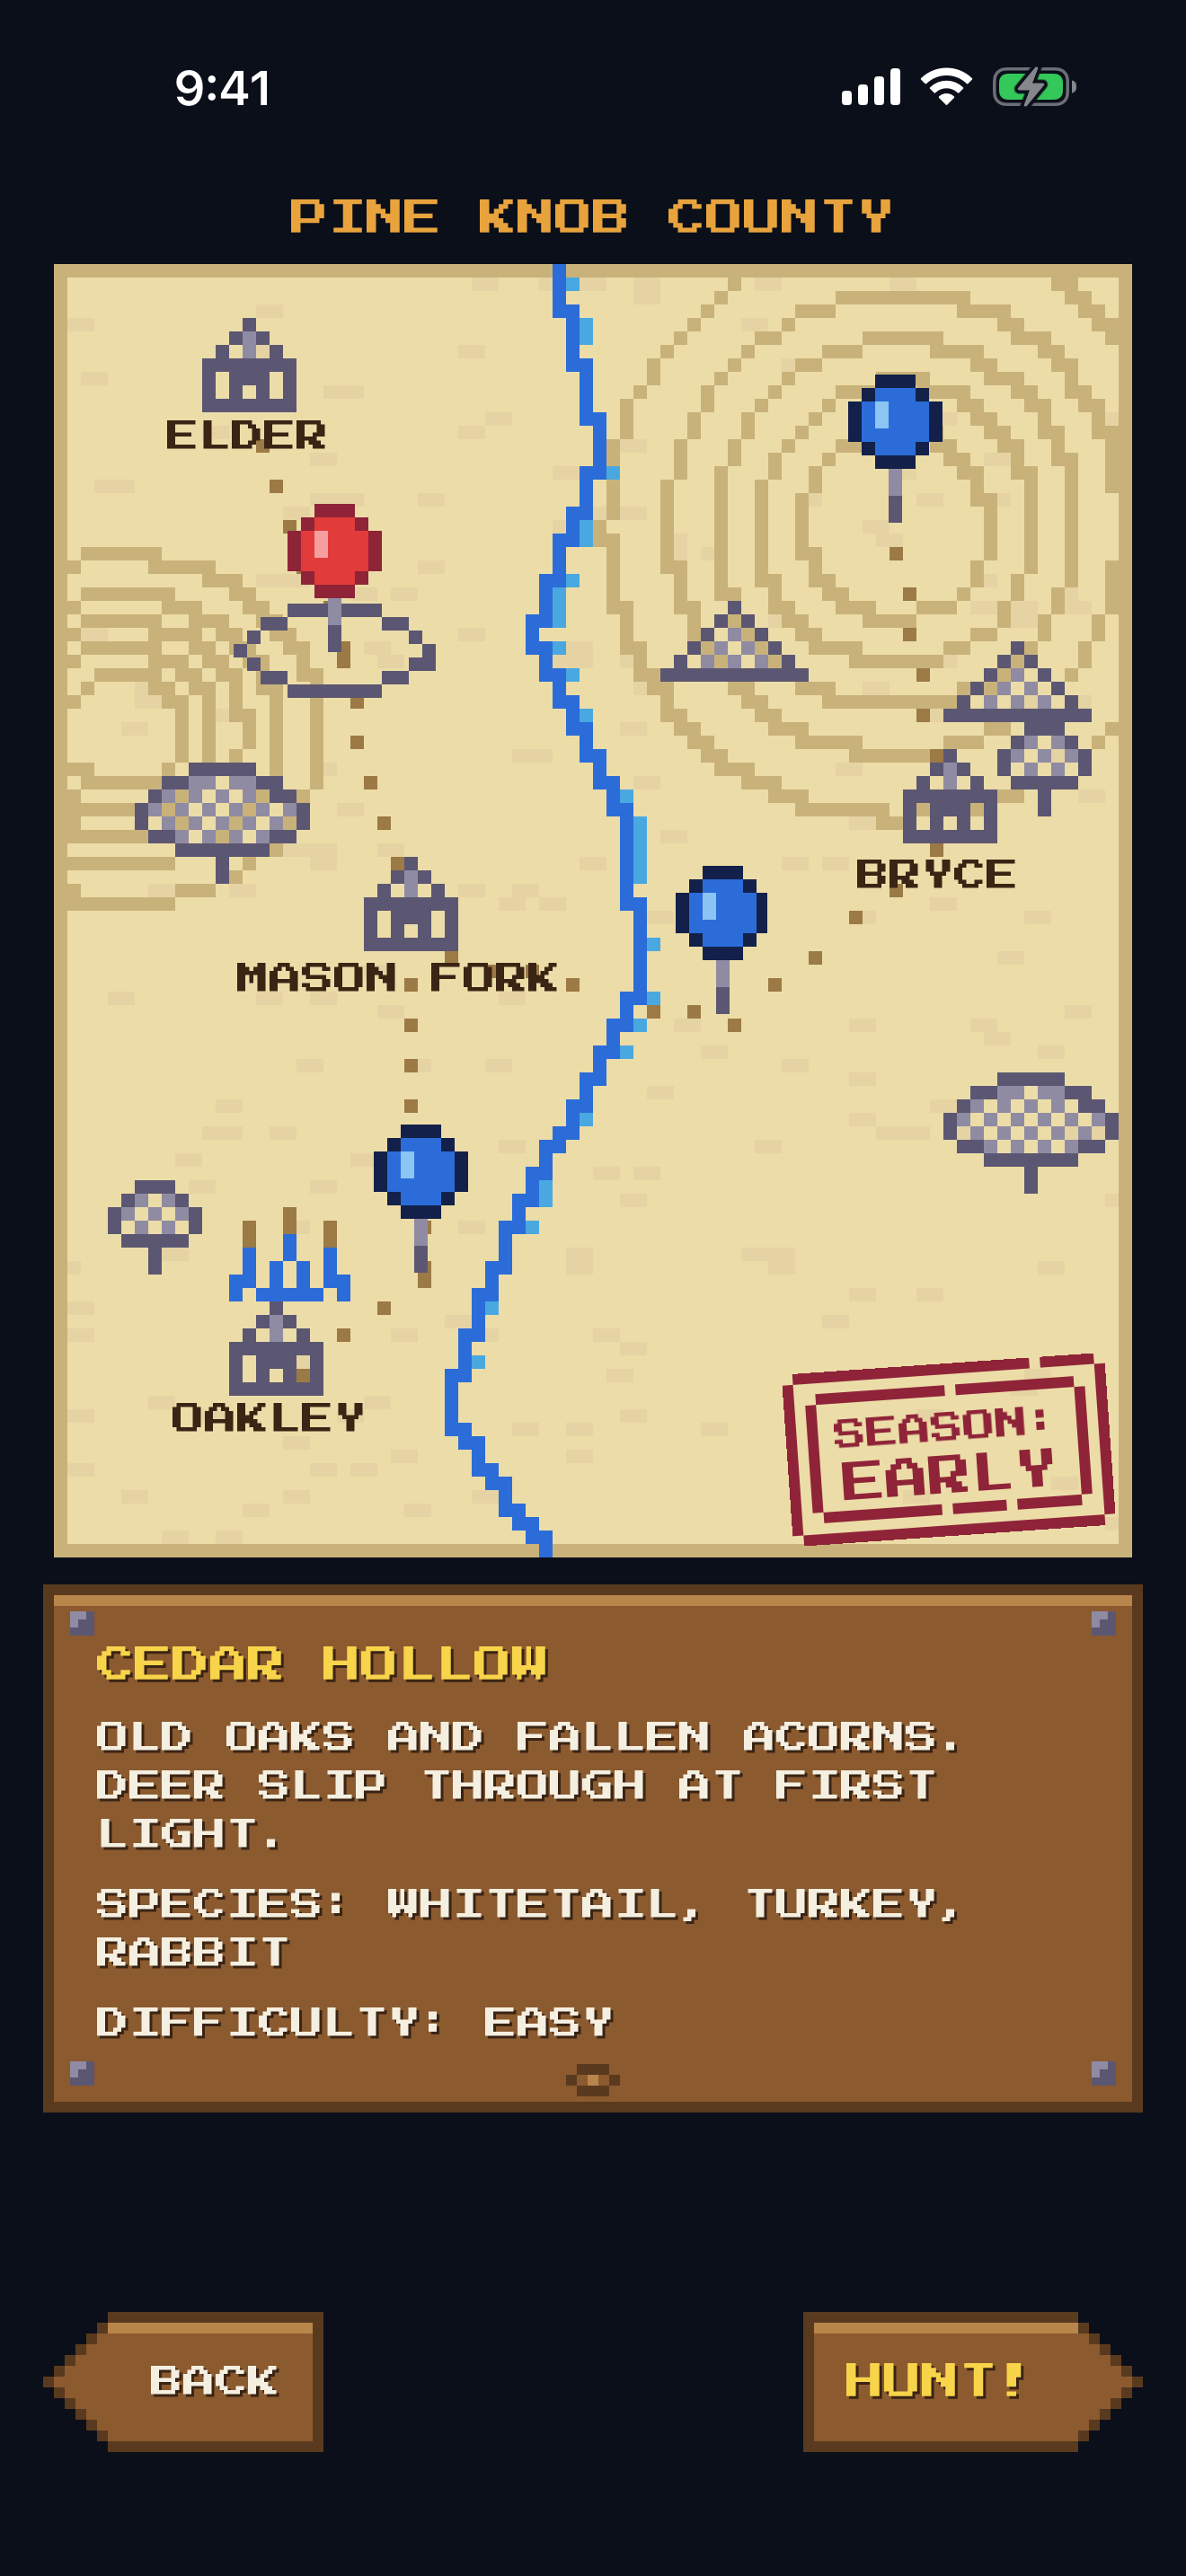 9:41
PINE KNOB COUNTY
ELDER
BRYCE
MASON FORK
OAKLEY
SEASON:
EARLY
CEDAR HOLLOW
OLD OAKS AND FALLEN ACORNS.
DEER SLIP THROUGH AT FIRST
LIGHT.
SPECIES: WHITETAIL, TURKEY,
RABBIT
DIFFICULTY: EASY
BACK
HUNT!